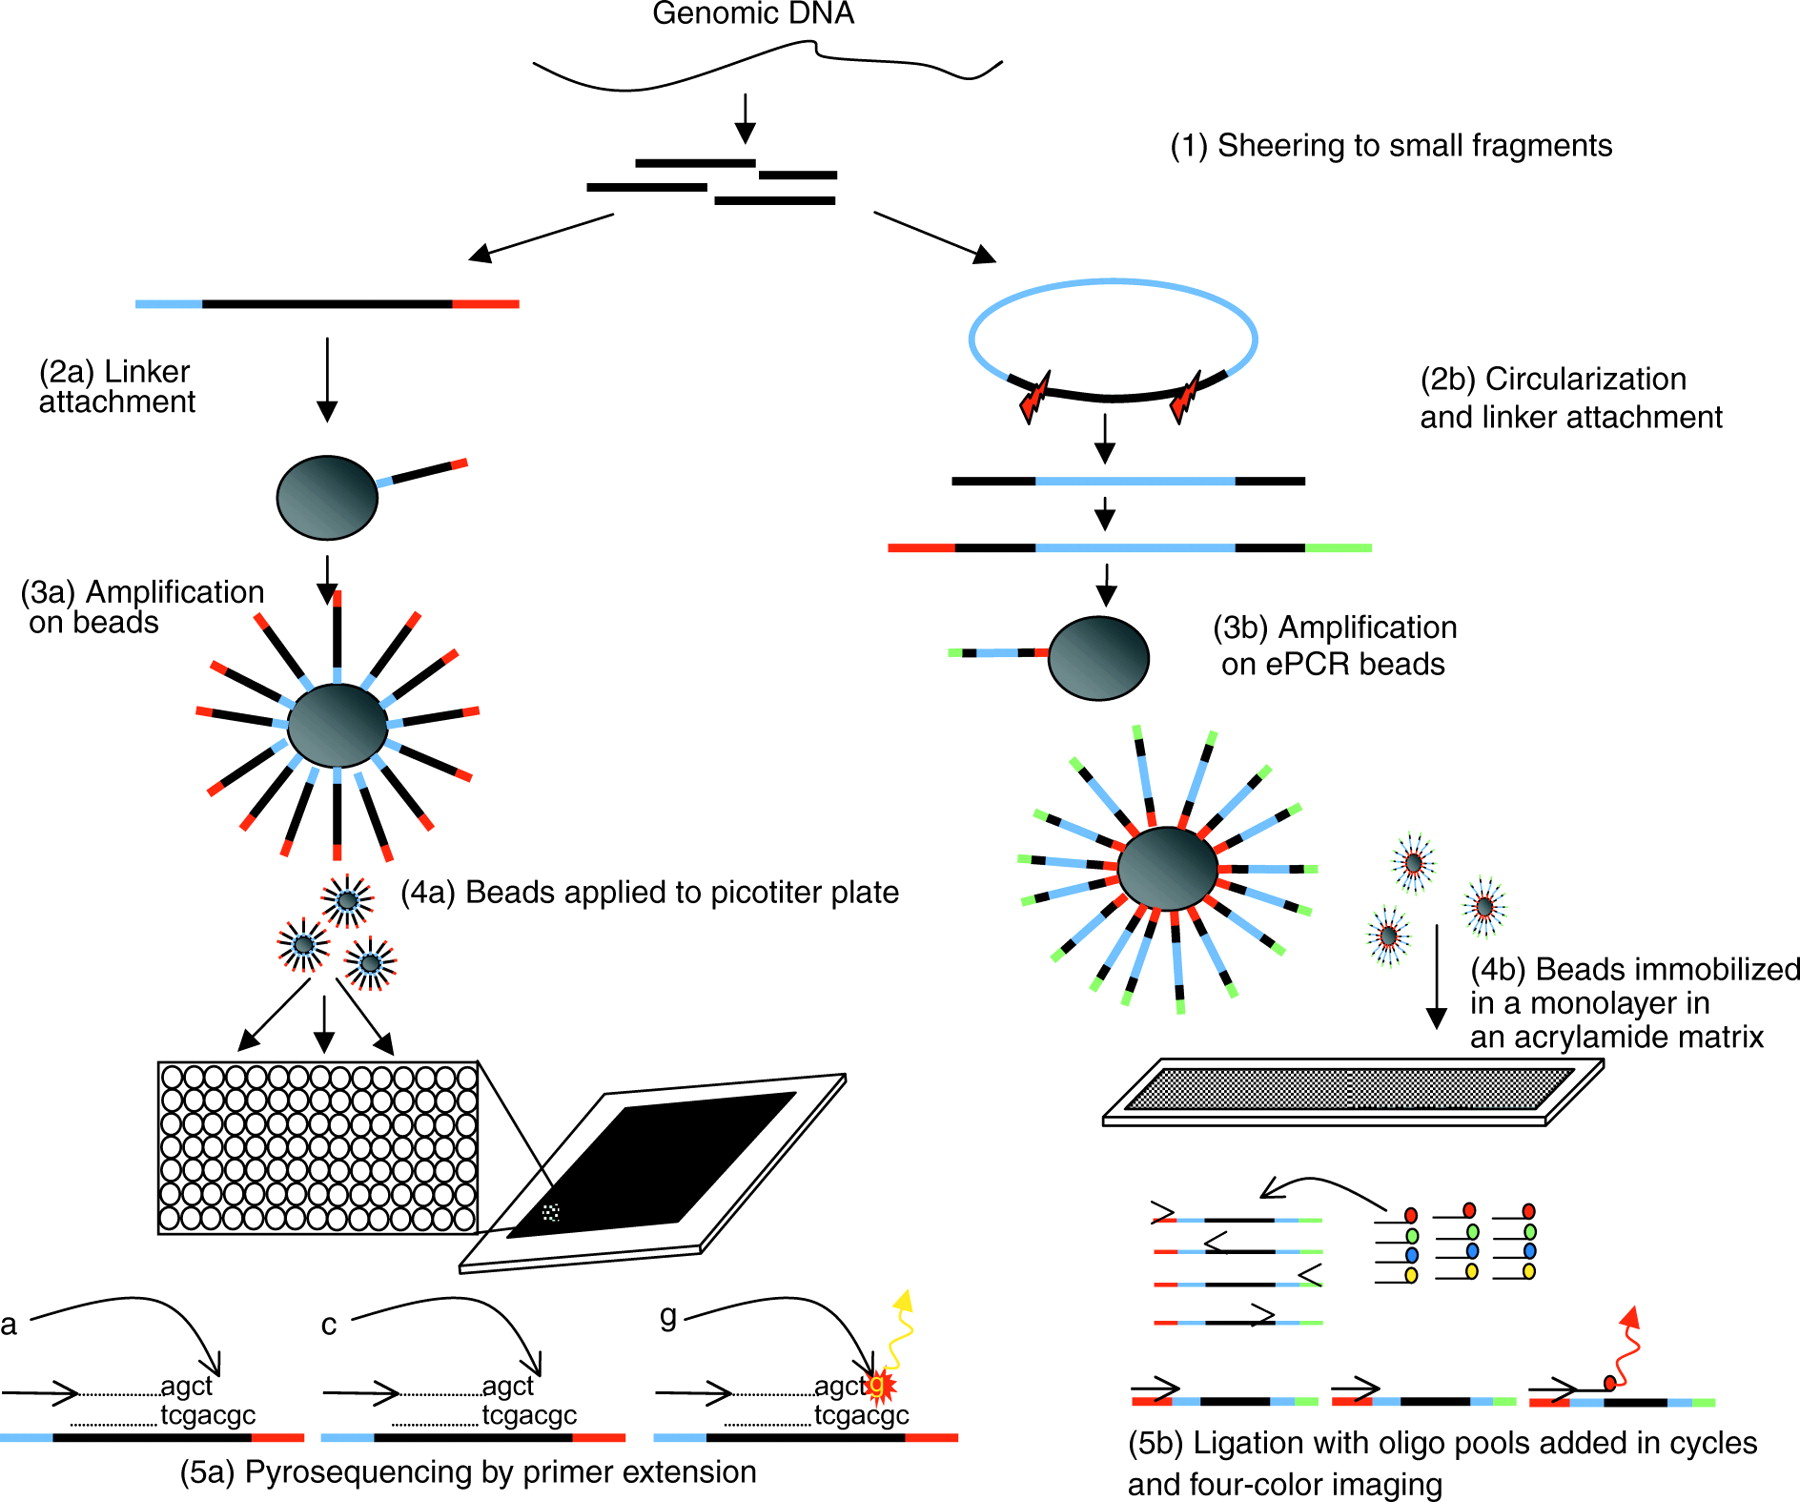 Genomic DNA
(1) Sheering to small fragments
(2a) Linker
attachment
(2b) Circularization
and linker attachment
(3a) Amplification
on beads
(3b) Amplification
on ePCR beads
(4a) Beads applied to picotiter plate
(4b) Beads immobilized
in a monolayer in
an acrylamide matrix
a
c
g
agct
agct
agctg
tcgacgc
tcgacgc
tcgacgc
(5a) Pyrosequencing by primer extension
(5b) Ligation with oligo pools added in cycles
and four-color imaging